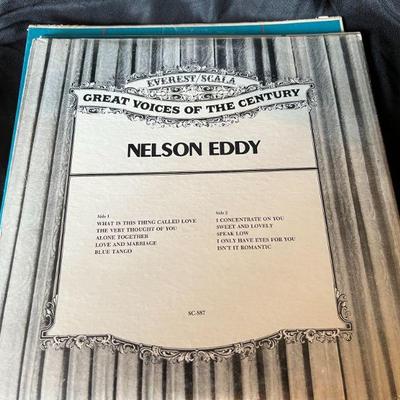 EVEREST/SCALA
GREAT VOICES OF THE CENTURY
NELSON EDDY
Side 1
WHAT IS THIS THING CALLED LOVE
THE VERY THOUGHT OF YOU
ALONE TOGETHER
LOVE AND MARRIAGE
BLUE TANGO
Side 2
I CONCENTRATE ON YOU
SWEET AND LOVELY
SPEAK LOW
I ONLY HAVE EYES FOR YOU
ISN'T IT ROMANTIC
SC-887